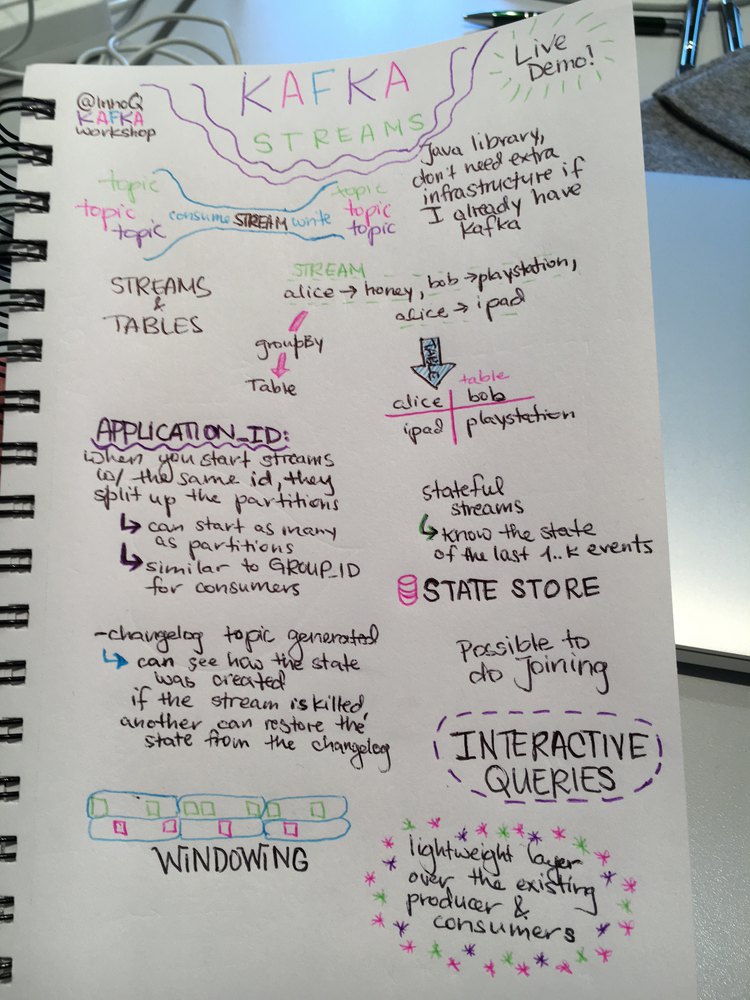 @InnoQ
KAFKA
workshop
KAFKA
STREAMS
Live
Demo!
Java library,
don't need extra
infrastructure if
I already have
Kafka
topic
topic
topic
consume STREAM write
topic
topic
topic
STREAMS
&
TABLES
STREAM
alice → honey, bob → playstation,
alice → ipad
groupBy
Table
TABLE
table
alice bob
ipad playstation
APPLICATION_ID:
when you start streams
w/ the same id, they
split up the partitions
↳ can start as many
as partitions
↳ similar to GROUP_ID
for consumers
stateful
streams
↳ know the state
of the last 1..k events
STATE STORE
-changelog topic generated
↳ can see how the state
was created
if the stream is killed,
another can restore the
state from the changelog
Possible to
do Joining
INTERACTIVE
QUERIES
WINDOWING
lightweight layer
over the existing
producer &
consumers